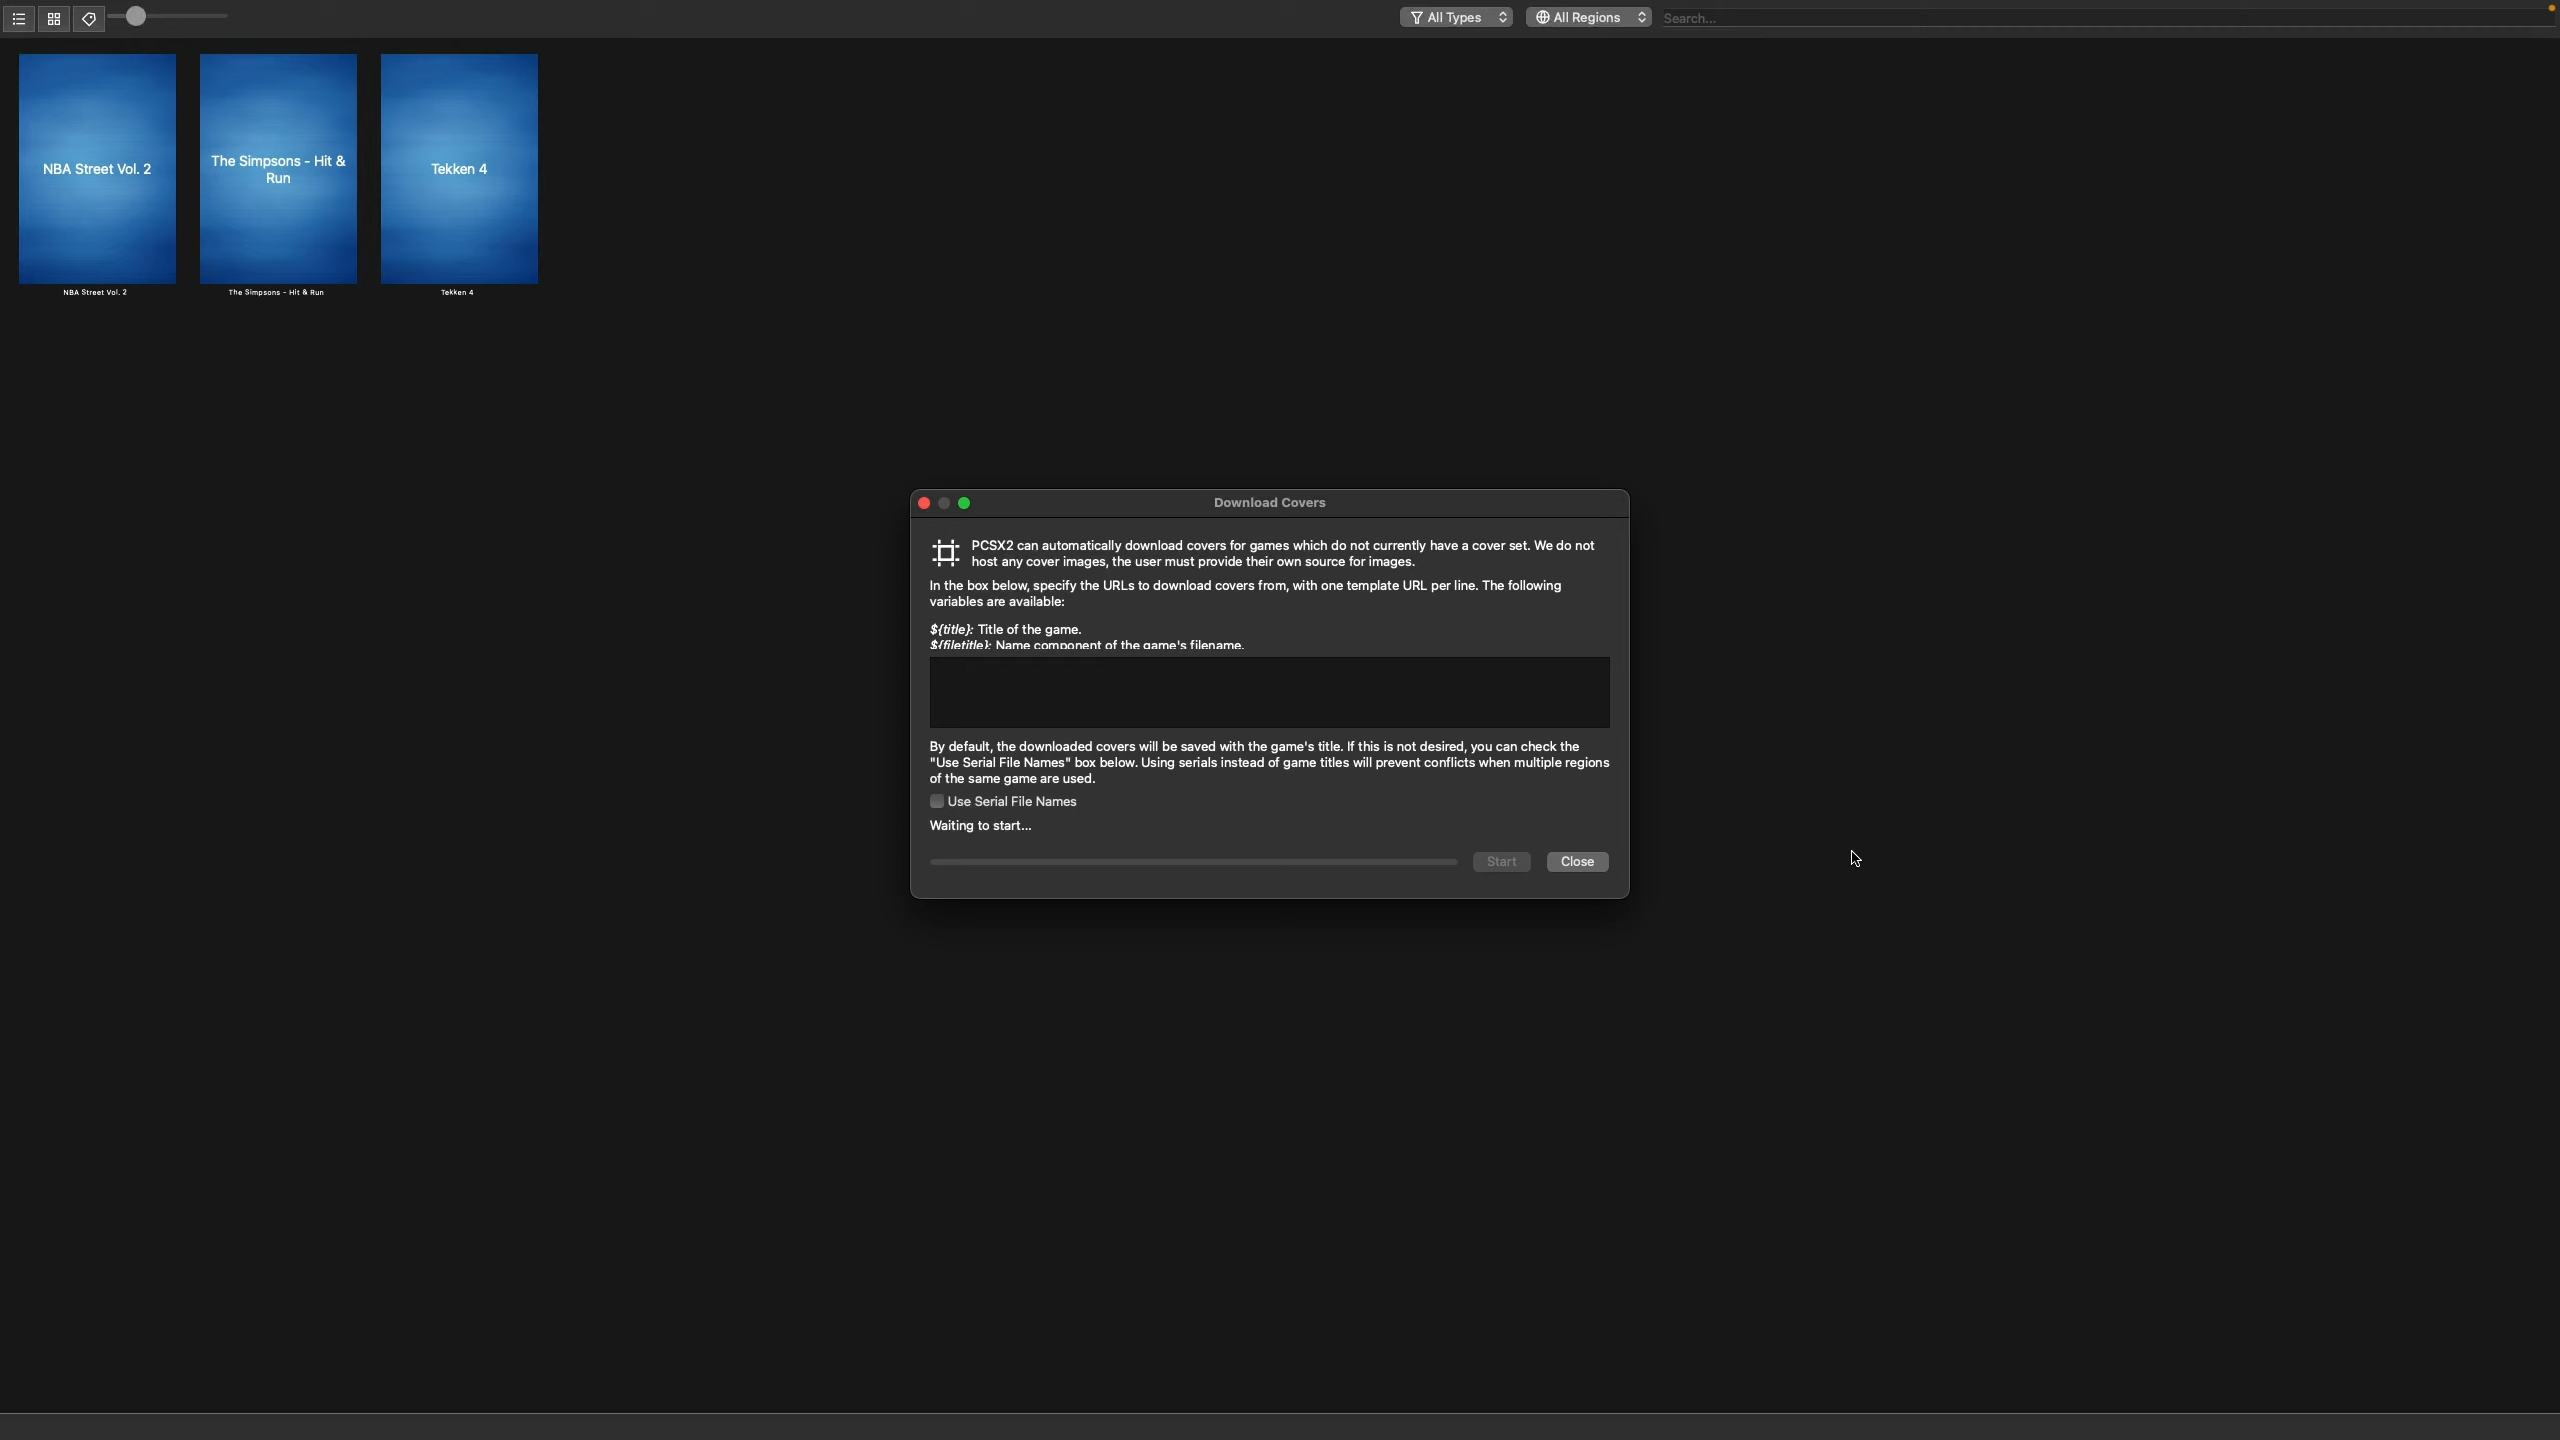 All Types
All Regions
Search...
NBA Street Vol. 2
The Simpsons - Hit &
Run
Tekken 4
NBA Street Vol. 2
The Simpsons - Hit & Run
Tekken 4
Download Covers
PCSX2 can automatically download covers for games which do not currently have a cover set. We do not
host any cover images, the user must provide their own source for images.
In the box below, specify the URLs to download covers from, with one template URL per line. The following
variables are available:
${title}: Title of the game.
${filetitle}: Name component of the game's filename.
By default, the downloaded covers will be saved with the game's title. If this is not desired, you can check the
"Use Serial File Names" box below. Using serials instead of game titles will prevent conflicts when multiple regions
of the same game are used.
Use Serial File Names
Waiting to start...
Start
Close